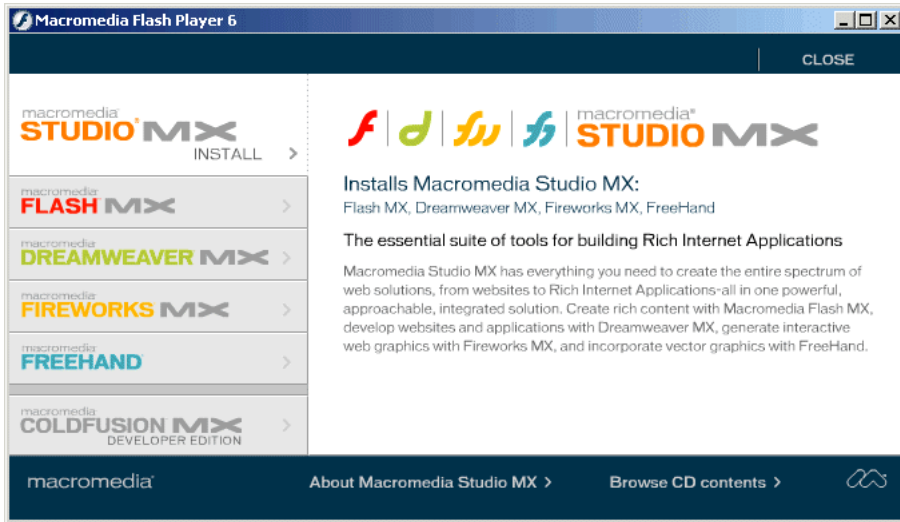 Macromedia Flash Player 6
CLOSE
macromedia®
STUDIO® MX
INSTALL >
macromedia®
FLASH MX >
macromedia®
DREAMWEAVER MX >
macromedia®
FIREWORKS MX >
macromedia®
FREEHAND >
macromedia®
COLDFUSION MX >
DEVELOPER EDITION
macromedia®
STUDIO MX
Installs Macromedia Studio MX:
Flash MX, Dreamweaver MX, Fireworks MX, FreeHand
The essential suite of tools for building Rich Internet Applications
Macromedia Studio MX has everything you need to create the entire spectrum of
web solutions, from websites to Rich Internet Applications-all in one powerful,
approachable, integrated solution. Create rich content with Macromedia Flash MX,
develop websites and applications with Dreamweaver MX, generate interactive
web graphics with Fireworks MX, and incorporate vector graphics with FreeHand.
macromedia®
About Macromedia Studio MX >
Browse CD contents >